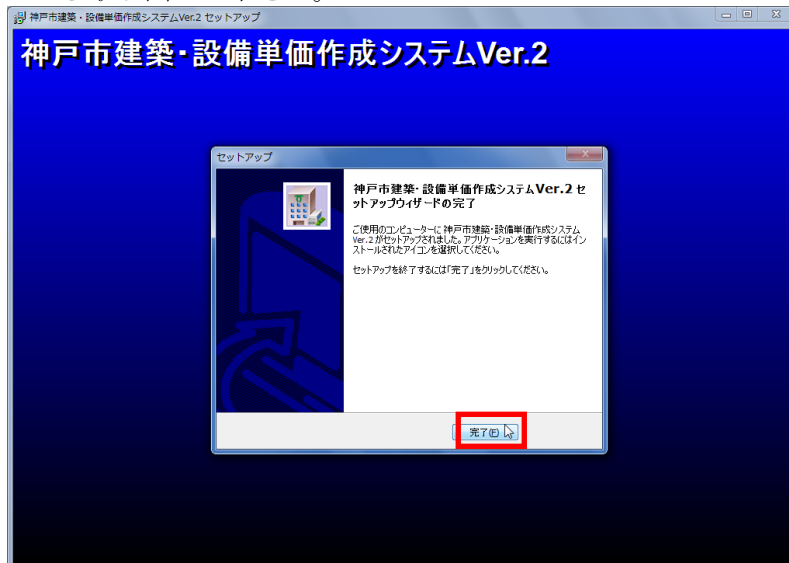 神戸市建築・設備単価作成システムVer.2 セットアップ
神戸市建築・設備単価作成システムVer.2
セットアップ
神戸市建築・設備単価作成システムVer.2 セ
ットアップウィザードの完了
ご使用のコンピューターに 神戸市建築・設備単価作成システム
Ver.2 がセットアップされました。アプリケーションを実行するにはイン
ストールされたアイコンを選択してください。
セットアップを終了するには「完了」をクリックしてください。
完了(F)